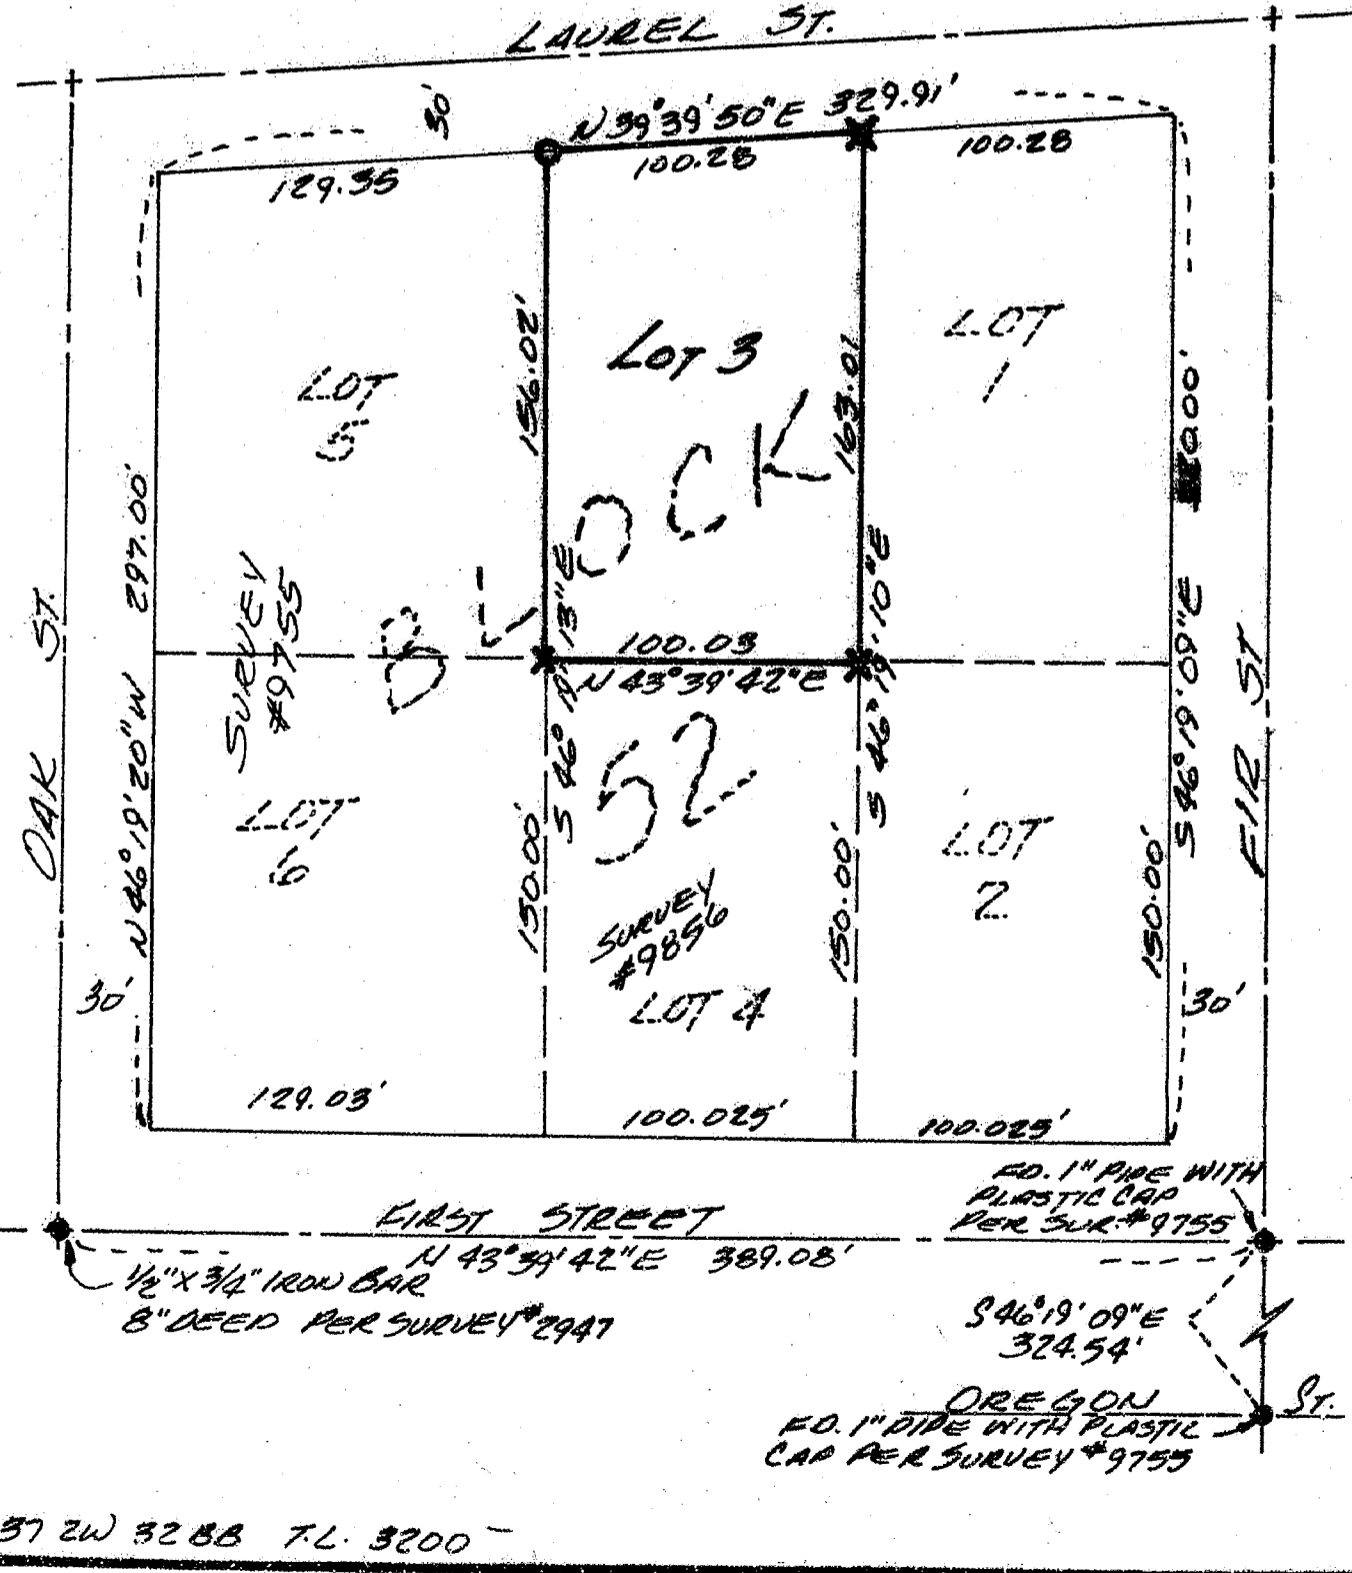 LAUREL ST.
30'
N 39°39'50"E 329.91'
129.35
100.28
100.28
156.02'
LOT 3
163.01
LOT
1
LOT
5
BLOCK
52
N 46°19'20"W 297.00'
SURVEY
#9755
S 46° 19' 13"E
S 46° 19' 10"E
100.03
N 43°39'42"E
S 46°19'09"E
OAK ST.
FIR ST
LOT
6
150.00'
150.00'
150.00'
LOT
2
SURVEY
#9856
LOT 4
30'
30'
129.03'
100.025'
100.025'
FD. 1" PIPE WITH
PLASTIC CAP
PER SUR. #9755
FIRST STREET
N 43°39'42"E 389.08'
1/2" X 3/4" IRON BAR
8" DEEP PER SURVEY #2947
S 46°19'09"E
324.54'
OREGON ST.
FD. 1" PIPE WITH PLASTIC
CAP PER SURVEY #9755
37 2W 32 BB T.L. 3200